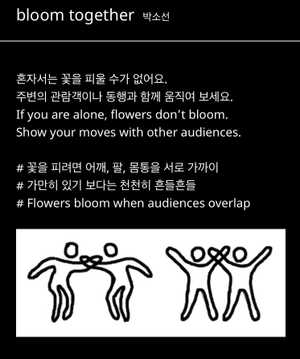 bloom together 박소선
혼자서는 꽃을 피울 수가 없어요.
주변의 관람객이나 동행과 함께 움직여 보세요.
If you are alone, flowers don't bloom.
Show your moves with other audiences.
# 꽃을 피려면 어깨, 팔, 몸통을 서로 가까이
# 가만히 있기 보다는 천천히 흔들흔들
# Flowers bloom when audiences overlap